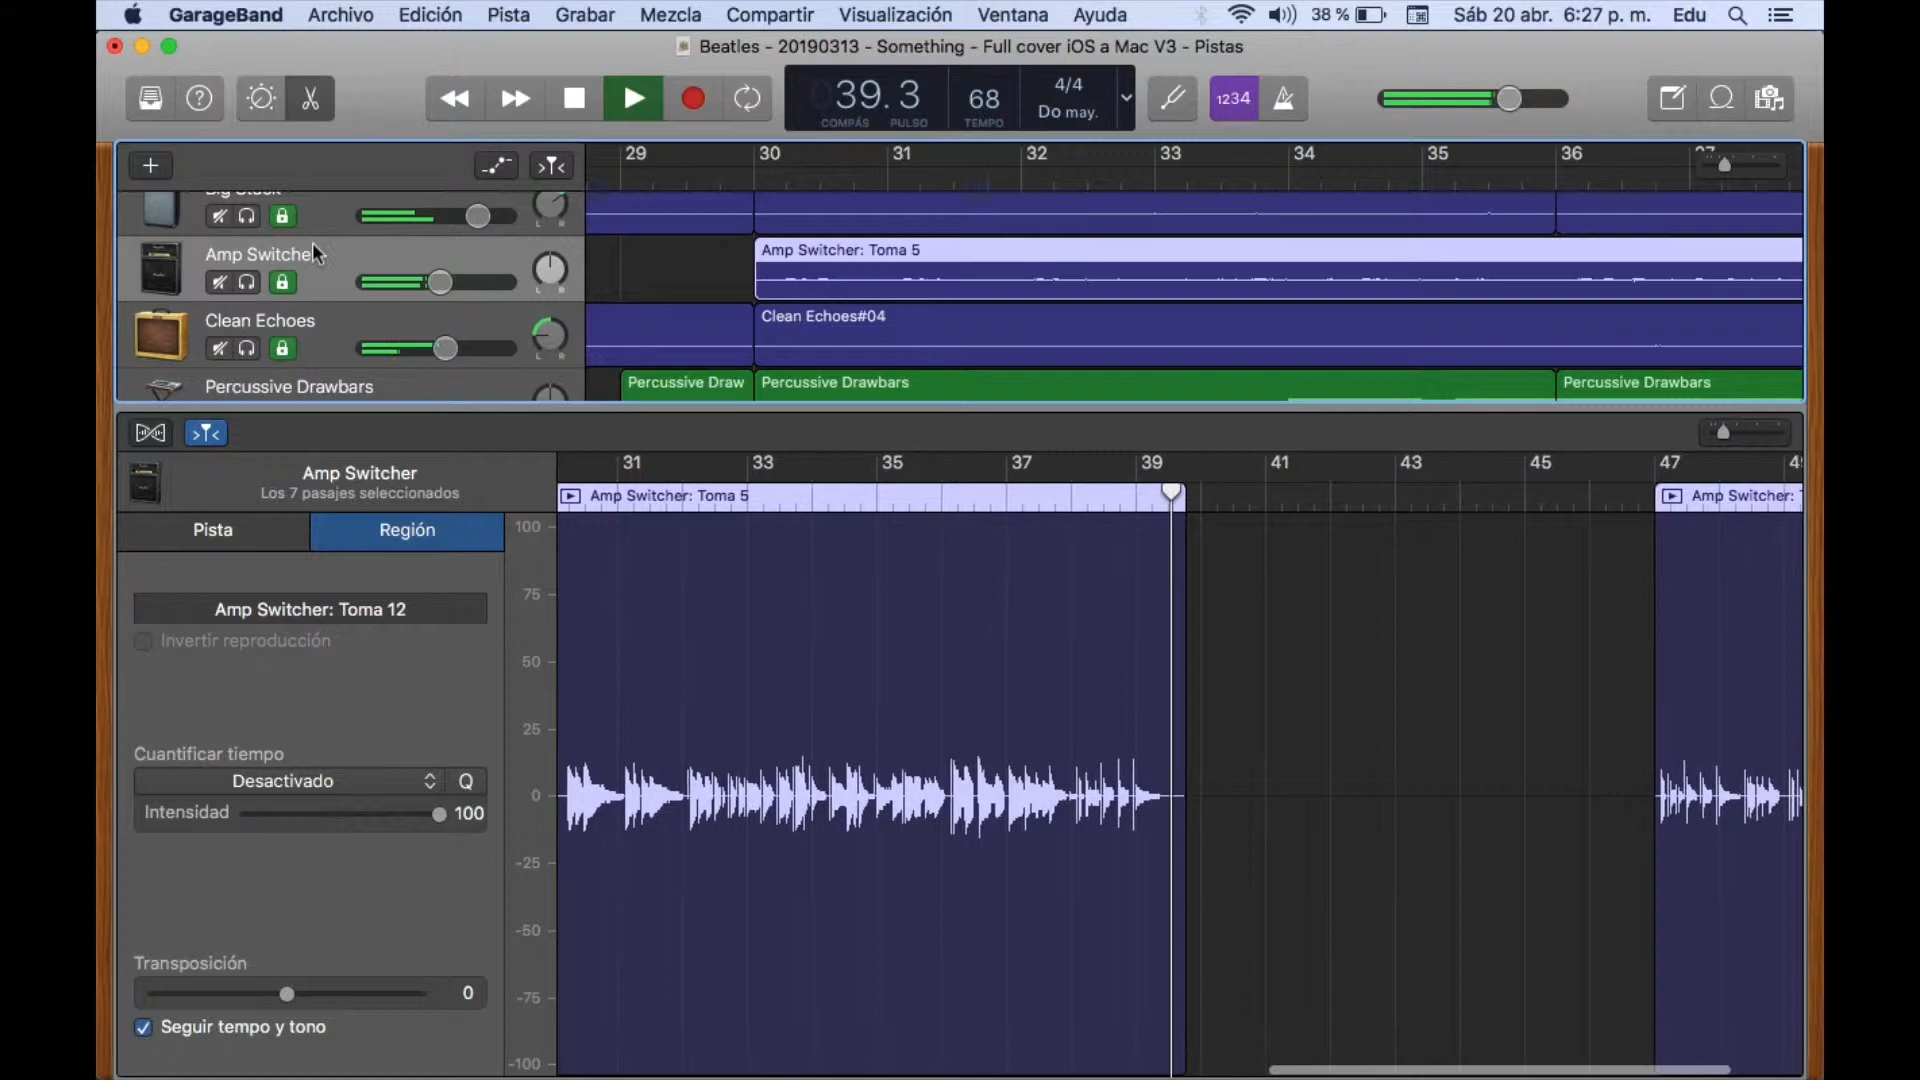 GarageBand Archivo Edición Pista Grabar Mezcla Compartir Visualización Ventana Ayuda 38 % Sáb 20 abr. 6:27 p. m. Edu
Beatles - 20190313 - Something - Full cover iOS a Mac V3 - Pistas
39. 3 68 4/4 1234
COMPÁS PULSO TEMPO Do may.
29 30 31 32 33 34 35 36
L R
Amp Switcher
Amp Switcher: Toma 5
L R
Clean Echoes
Clean Echoes#04
L R
Percussive Drawbars
Percussive Draw Percussive Drawbars Percussive Drawbars
31 33 35 37 39 41 43 45 47
Amp Switcher
Los 7 pasajes seleccionados
Amp Switcher: Toma 5 Amp Switcher:
Pista Región
100
75
50
25
0
-25
-50
-75
-100
Amp Switcher: Toma 12
Invertir reproducción
Cuantificar tiempo
Desactivado Q
Intensidad 100
Transposición
0
Seguir tempo y tono